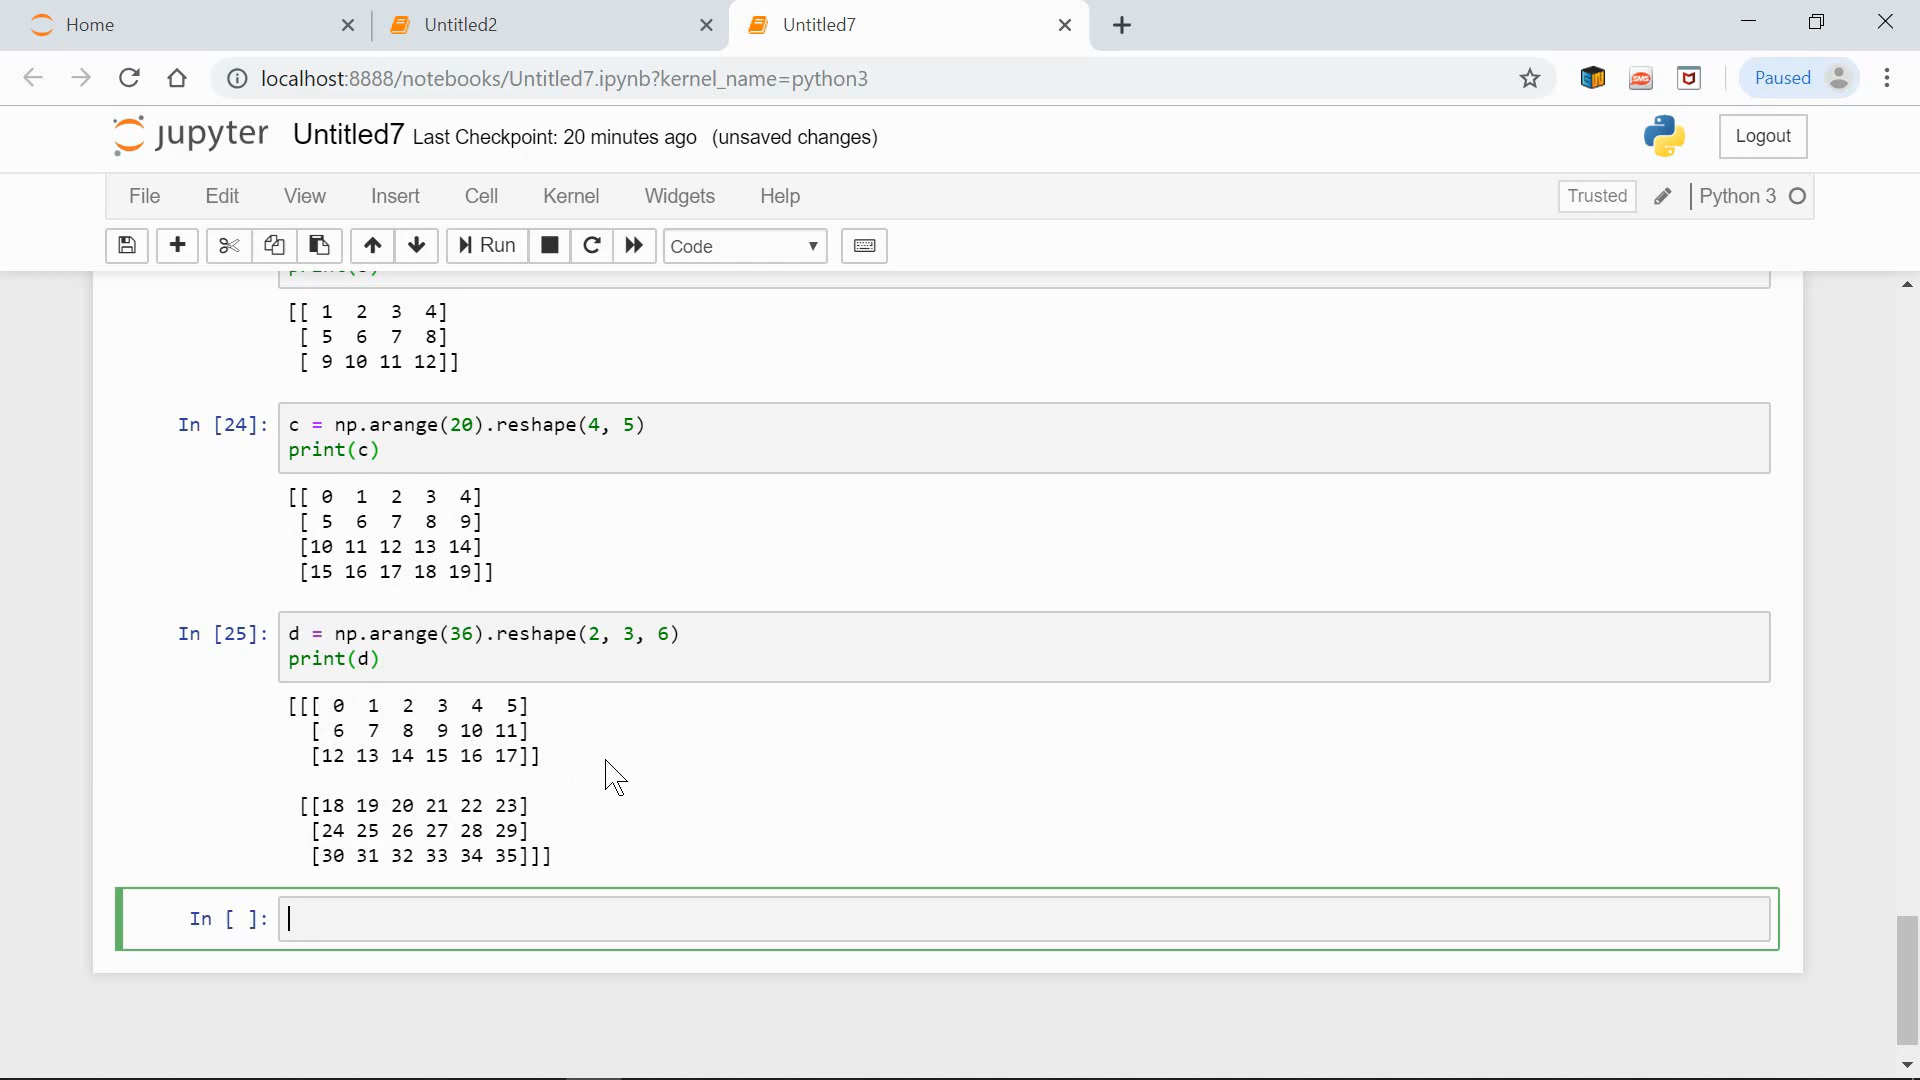 Home
Untitled2
Untitled7
localhost:8888/notebooks/Untitled7.ipynb?kernel_name=python3
SMS
Paused
jupyter Untitled7 Last Checkpoint: 20 minutes ago (unsaved changes)
Logout
File Edit View Insert Cell Kernel Widgets Help
Trusted
Python 3
Run
Code
[[ 1 2 3 4]
[ 5 6 7 8]
[ 9 10 11 12]]
In [24]: c = np.arange(20).reshape(4, 5)
print(c)
[[ 0 1 2 3 4]
[ 5 6 7 8 9]
[10 11 12 13 14]
[15 16 17 18 19]]
In [25]: d = np.arange(36).reshape(2, 3, 6)
print(d)
[[[ 0 1 2 3 4 5]
[ 6 7 8 9 10 11]
[12 13 14 15 16 17]]
[[18 19 20 21 22 23]
[24 25 26 27 28 29]
[30 31 32 33 34 35]]]
In [ ]: